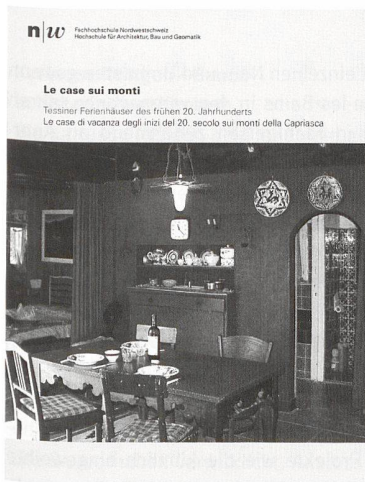 n|w
Fachhochschule Nordwestschweiz
Hochschule für Architektur, Bau und Geomatik
Le case sui monti
Tessiner Ferienhäuser des frühen 20. Jahrhunderts
Le case di vacanza degli inizi del 20. secolo sui monti della Capriasca